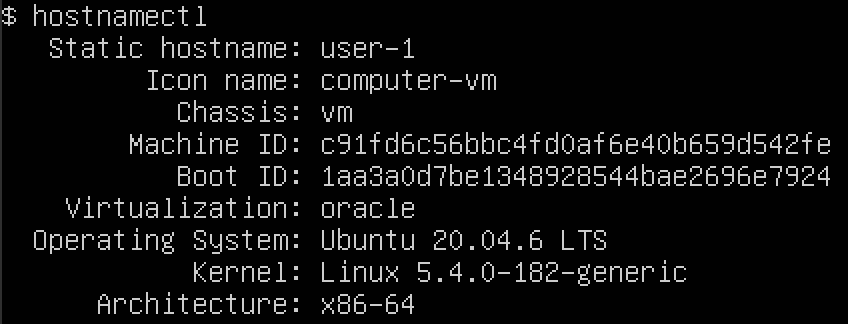 $ hostnamectl
Static hostname: user-1
Icon name: computer-vm
Chassis: vm
Machine ID: c91fd6c56bbc4fd0af6e40b659d542fe
Boot ID: 1aa3a0d7be1348928544bae2696e7924
Virtualization: oracle
Operating System: Ubuntu 20.04.6 LTS
Kernel: Linux 5.4.0-182-generic
Architecture: x86-64